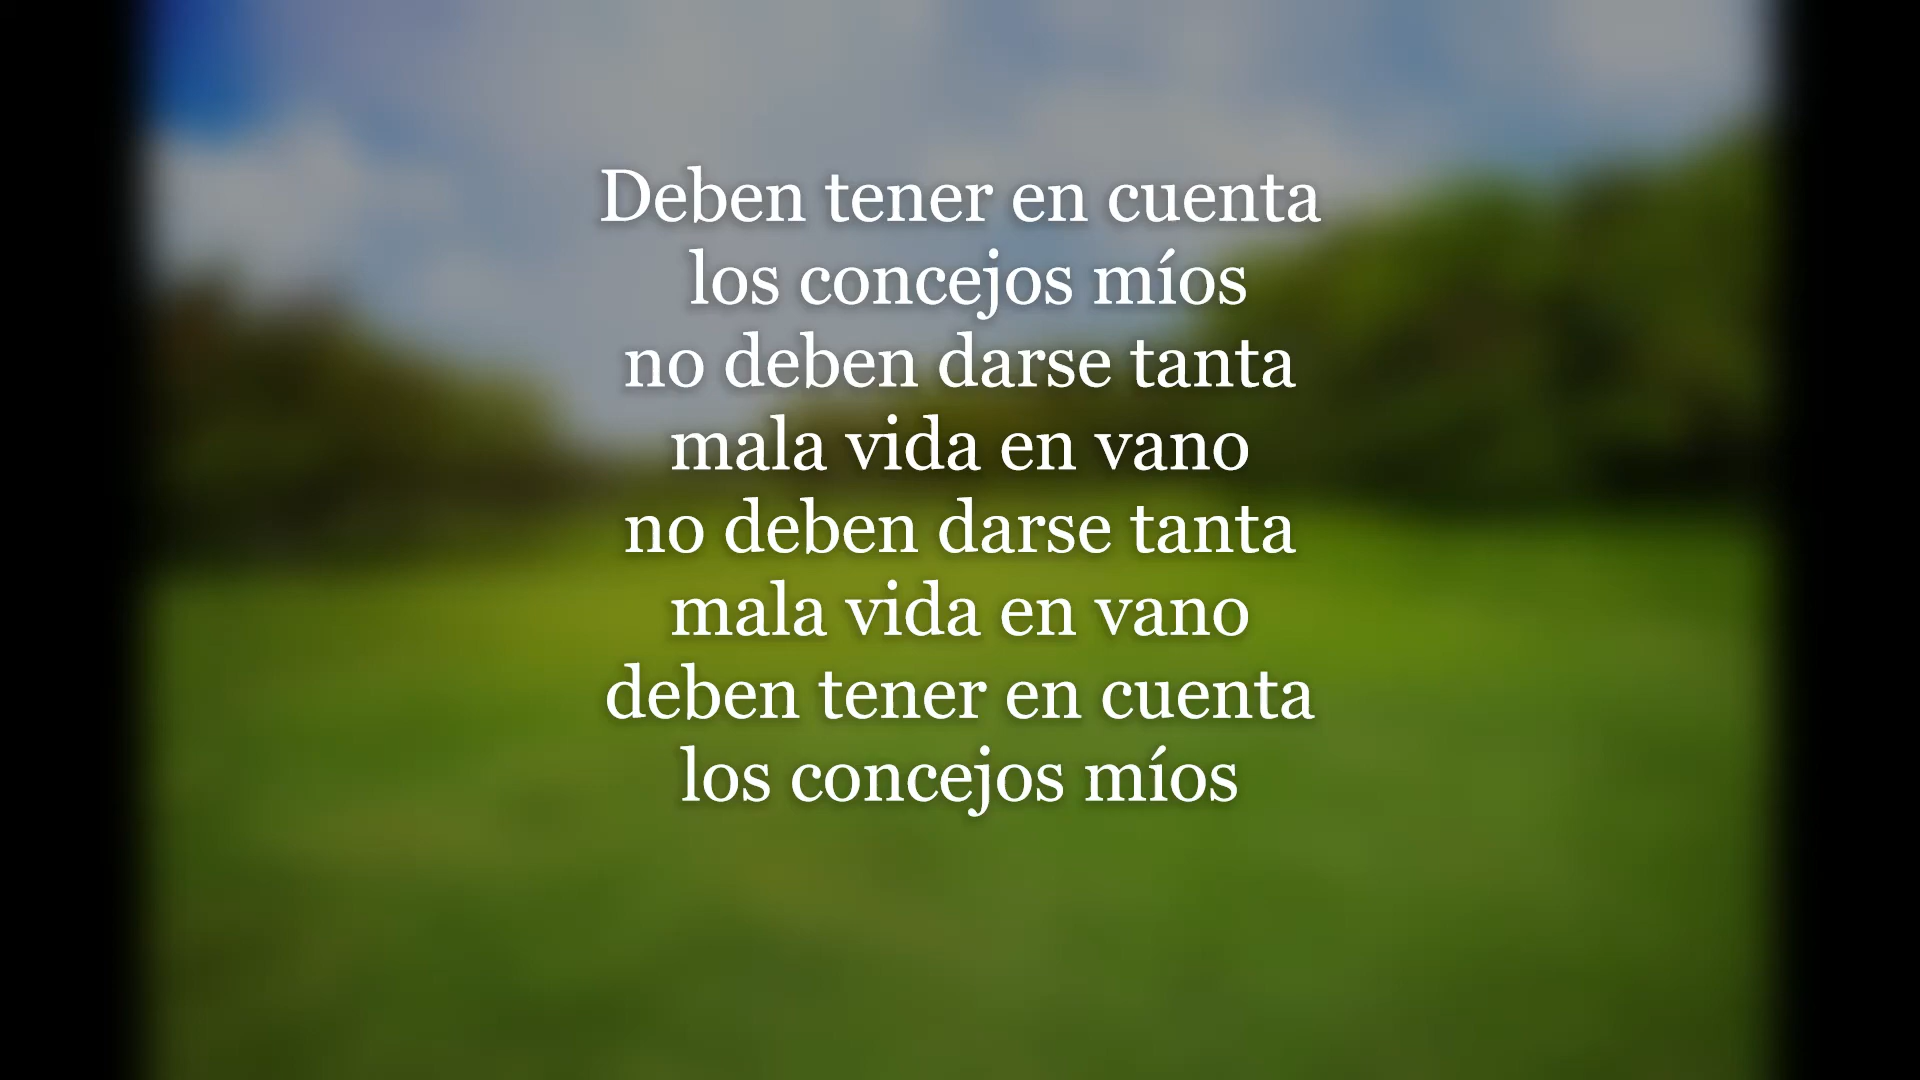 Deben tener en cuenta
los concejos míos
no deben darse tanta
mala vida en vano
no deben darse tanta
mala vida en vano
deben tener en cuenta
los concejos míos